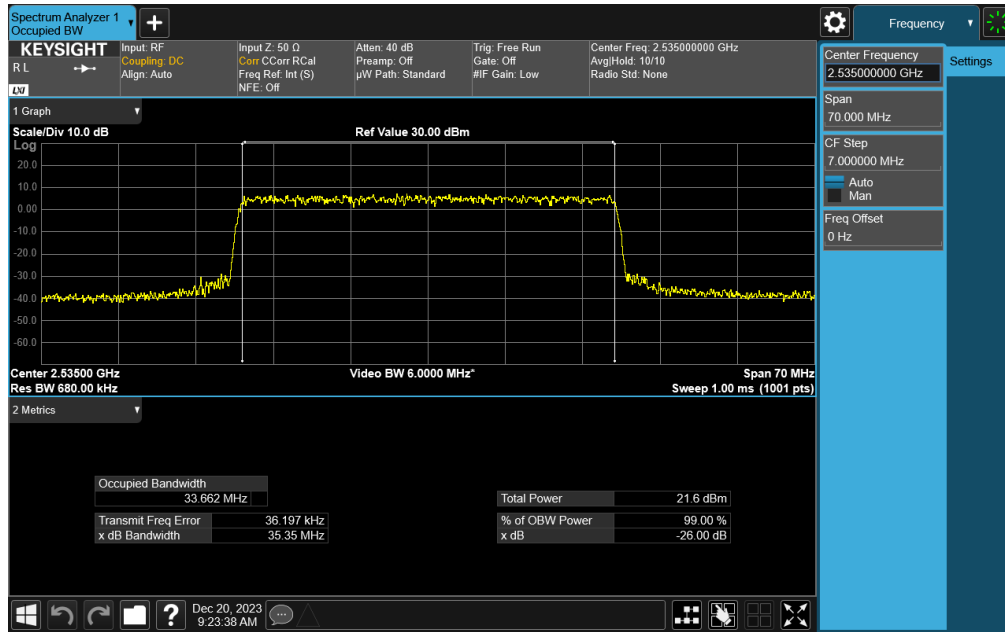 Spectrum Analyzer 1
Occupied BW
Frequency
KEYSIGHT
R L
LXI
Input: RF
Coupling: DC
Align: Auto
Input Z: 50 Ω
Corr CCorr RCal
Freq Ref: Int (S)
NFE: Off
Atten: 40 dB
Preamp: Off
µW Path: Standard
Trig: Free Run
Gate: Off
#IF Gain: Low
Center Freq: 2.535000000 GHz
Avg|Hold: 10/10
Radio Std: None
Center Frequency
2.535000000 GHz
Settings
Span
70.000 MHz
CF Step
7.000000 MHz
Auto
Man
Freq Offset
0 Hz
1 Graph
Scale/Div 10.0 dB
Ref Value 30.00 dBm
Log
20.0
10.0
0.00
-10.0
-20.0
-30.0
-40.0
-50.0
-60.0
Center 2.53500 GHz
Video BW 6.0000 MHz*
Span 70 MHz
Res BW 680.00 kHz
Sweep 1.00 ms (1001 pts)
2 Metrics
Occupied Bandwidth
33.662 MHz
Total Power 21.6 dBm
Transmit Freq Error 36.197 kHz
% of OBW Power 99.00 %
x dB Bandwidth 35.35 MHz
x dB -26.00 dB
?
Dec 20, 2023
9:23:38 AM